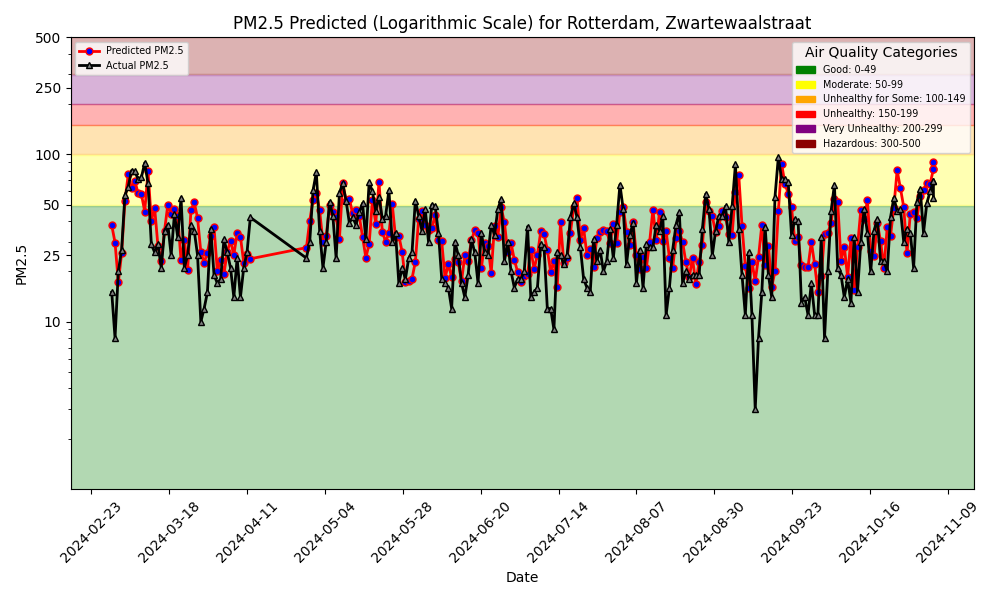 PM2.5 Predicted (Logarithmic Scale) for Rotterdam, Zwartewaalstraat
500
250
100
50
25
10
PM2.5
Predicted PM2.5
Actual PM2.5
Air Quality Categories
Good: 0-49
Moderate: 50-99
Unhealthy for Some: 100-149
Unhealthy: 150-199
Very Unhealthy: 200-299
Hazardous: 300-500
2024-02-23
2024-03-18
2024-04-11
2024-05-04
2024-05-28
2024-06-20
2024-07-14
2024-08-07
2024-08-30
2024-09-23
2024-10-16
2024-11-09
Date